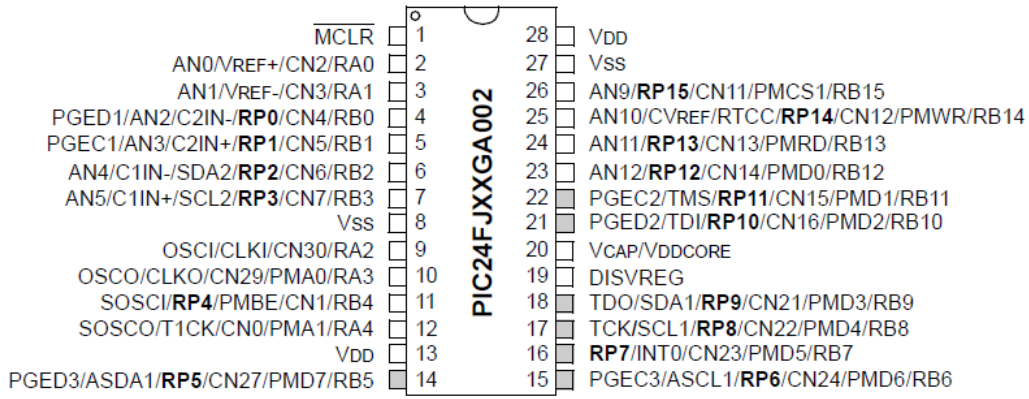 MCLR 1 28 VDD
AN0/VREF+/CN2/RA0 2 27 VSS
AN1/VREF-/CN3/RA1 3 26 AN9/RP15/CN11/PMCS1/RB15
PGED1/AN2/C2IN-/RP0/CN4/RB0 4 25 AN10/CVREF/RTCC/RP14/CN12/PMWR/RB14
PGEC1/AN3/C2IN+/RP1/CN5/RB1 5 24 AN11/RP13/CN13/PMRD/RB13
AN4/C1IN-/SDA2/RP2/CN6/RB2 6 23 AN12/RP12/CN14/PMD0/RB12
AN5/C1IN+/SCL2/RP3/CN7/RB3 7 22 PGEC2/TMS/RP11/CN15/PMD1/RB11
VSS 8 21 PGED2/TDI/RP10/CN16/PMD2/RB10
OSCI/CLKI/CN30/RA2 9 20 VCAP/VDDCORE
OSCO/CLKO/CN29/PMA0/RA3 10 19 DISVREG
SOSCI/RP4/PMBE/CN1/RB4 11 18 TDO/SDA1/RP9/CN21/PMD3/RB9
SOSCO/T1CK/CN0/PMA1/RA4 12 17 TCK/SCL1/RP8/CN22/PMD4/RB8
VDD 13 16 RP7/INT0/CN23/PMD5/RB7
PGED3/ASDA1/RP5/CN27/PMD7/RB5 14 15 PGEC3/ASCL1/RP6/CN24/PMD6/RB6
PIC24FJXXGA002